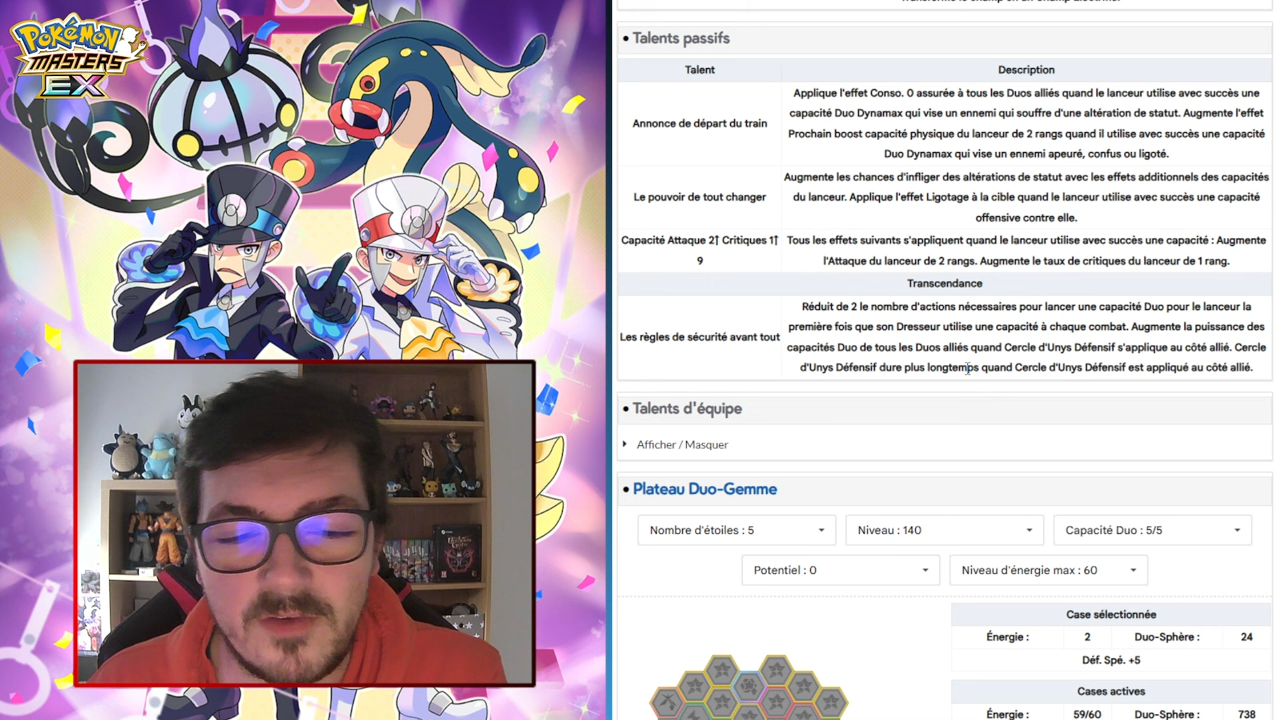 Pokémon
MASTERS
EX
Talents passifs
Talent
Description
Annonce de départ du train
Applique l'effet Conso. 0 assurée à tous les Duos alliés quand le lanceur utilise avec succès une
capacité Duo Dynamax qui vise un ennemi qui souffre d'une altération de statut. Augmente l'effet
Prochain boost capacité physique du lanceur de 2 rangs quand il utilise avec succès une capacité
Duo Dynamax qui vise un ennemi apeuré, confus ou ligoté.
Le pouvoir de tout changer
Augmente les chances d'infliger des altérations de statut avec les effets additionnels des capacités
du lanceur. Applique l'effet Ligotage à la cible quand le lanceur utilise avec succès une capacité
offensive contre elle.
Capacité Attaque 2↑ Critiques 1↑
9
Tous les effets suivants s'appliquent quand le lanceur utilise avec succès une capacité : Augmente
l'Attaque du lanceur de 2 rangs. Augmente le taux de critiques du lanceur de 1 rang.
Transcendance
Les règles de sécurité avant tout
Réduit de 2 le nombre d'actions nécessaires pour lancer une capacité Duo pour le lanceur la
première fois que son Dresseur utilise une capacité à chaque combat. Augmente la puissance des
capacités Duo de tous les Duos alliés quand Cercle d'Unys Défensif s'applique au côté allié. Cercle
d'Unys Défensif dure plus longtemps quand Cercle d'Unys Défensif est appliqué au côté allié.
Talents d'équipe
Afficher / Masquer
Plateau Duo-Gemme
Nombre d'étoiles : 5
Niveau : 140
Capacité Duo : 5/5
Potentiel : 0
Niveau d'énergie max : 60
Case sélectionnée
Énergie :
2
Duo-Sphère :
24
Déf. Spé. +5
Cases actives
Énergie :
59/60
Duo-Sphère :
738